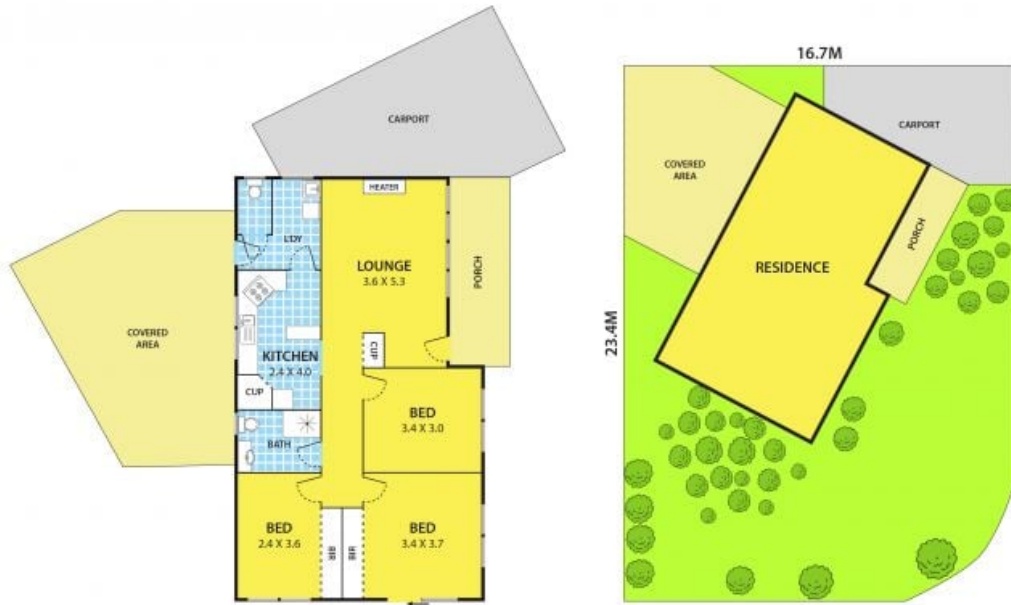 CARPORT
HEATER
L'DY
LOUNGE
3.6 X 5.3
PORCH
COVERED
AREA
KITCHEN
2.4 X 4.0
CUP
CUP
BED
3.4 X 3.0
BATH
BED
2.4 X 3.6
BIR
BIR
BED
3.4 X 3.7
16.7M
23.4M
COVERED
AREA
CARPORT
PORCH
RESIDENCE